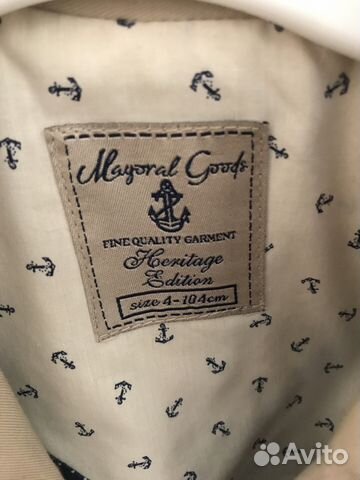 Mayoral Goods
FINE QUALITY GARMENT
Heritage
Edition
size 4-104cm
Avito